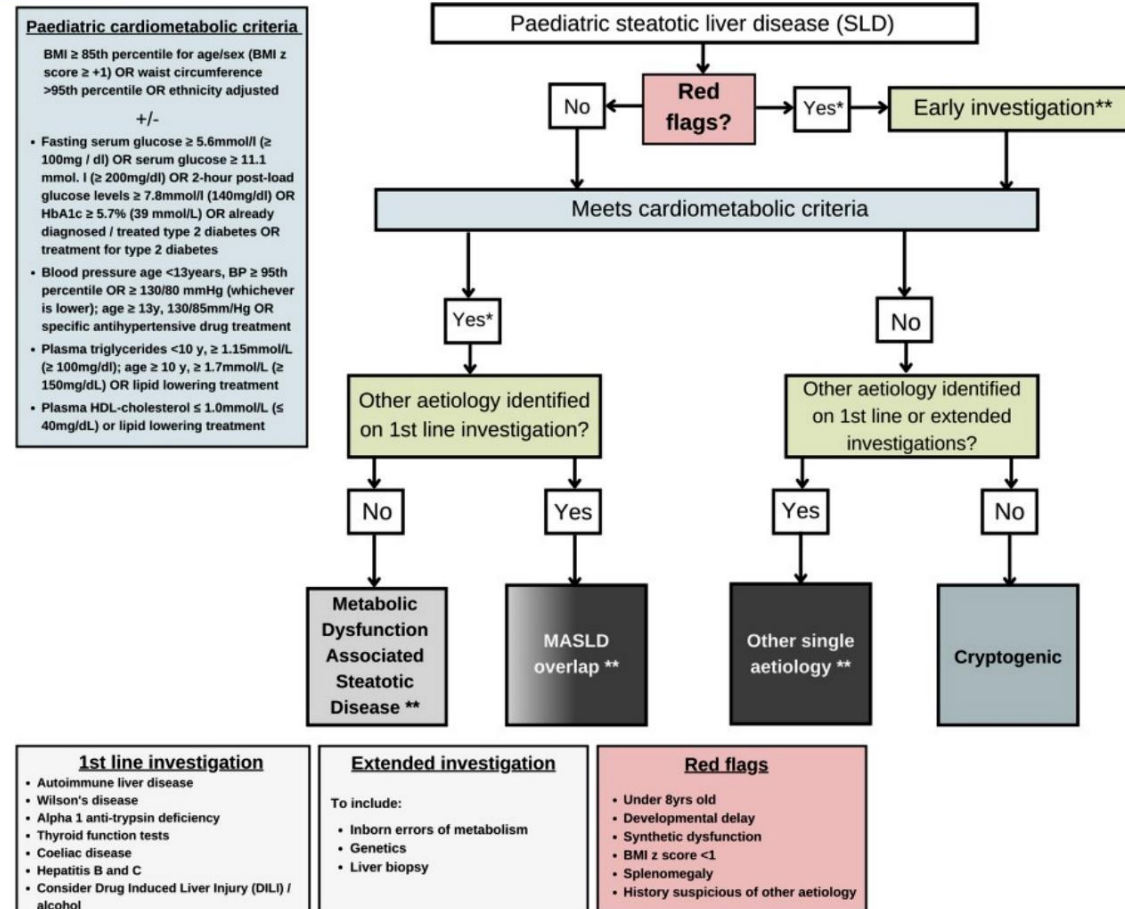 Paediatric cardiometabolic criteria
BMI ≥ 85th percentile for age/sex (BMI z
score ≥ +1) OR waist circumference
>95th percentile OR ethnicity adjusted
+/-
• Fasting serum glucose ≥ 5.6mmol/l (≥
100mg / dl) OR serum glucose ≥ 11.1
mmol. l (≥ 200mg/dl) OR 2-hour post-load
glucose levels ≥ 7.8mmol/l (140mg/dl) OR
HbA1c ≥ 5.7% (39 mmol/L) OR already
diagnosed / treated type 2 diabetes OR
treatment for type 2 diabetes
• Blood pressure age <13years, BP ≥ 95th
percentile OR ≥ 130/80 mmHg (whichever
is lower); age ≥ 13y, 130/85mm/Hg OR
specific antihypertensive drug treatment
• Plasma triglycerides <10 y, ≥ 1.15mmol/L
(≥ 100mg/dl); age ≥ 10 y, ≥ 1.7mmol/L (≥
150mg/dL) OR lipid lowering treatment
• Plasma HDL-cholesterol ≤ 1.0mmol/L (≤
40mg/dL) or lipid lowering treatment
Paediatric steatotic liver disease (SLD)
No
Red
flags?
Yes*
Early investigation**
Meets cardiometabolic criteria
Yes*
No
Other aetiology identified
on 1st line investigation?
Other aetiology identified
on 1st line or extended
investigations?
No
Yes
Yes
No
Metabolic
Dysfunction
Associated
Steatotic
Disease **
MASLD
overlap **
Other single
aetiology **
Cryptogenic
1st line investigation
• Autoimmune liver disease
• Wilson's disease
• Alpha 1 anti-trypsin deficiency
• Thyroid function tests
• Coeliac disease
• Hepatitis B and C
• Consider Drug Induced Liver Injury (DILI) /
alcohol
Extended investigation
To include:
• Inborn errors of metabolism
• Genetics
• Liver biopsy
Red flags
• Under 8yrs old
• Developmental delay
• Synthetic dysfunction
• BMI z score <1
• Splenomegaly
• History suspicious of other aetiology